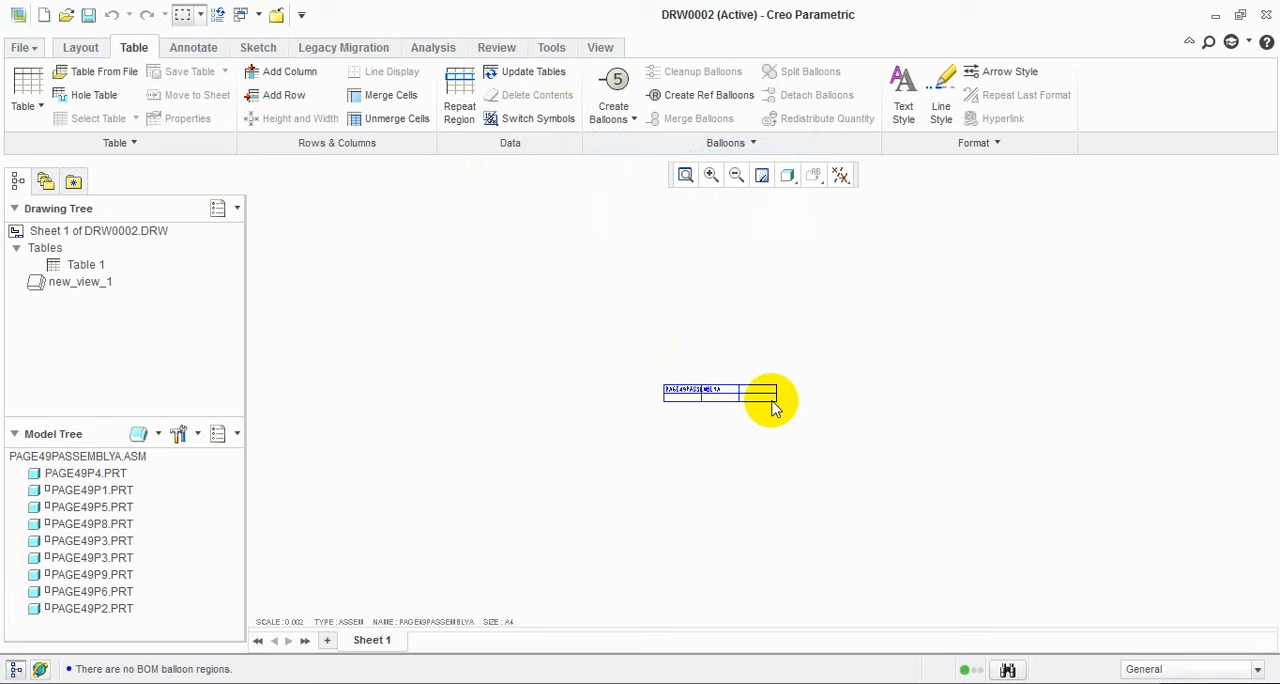 DRW0002 (Active) - Creo Parametric
File Layout Table Annotate Sketch Legacy Migration Analysis Review Tools View
Table From File Save Table Add Column Line Display Update Tables Cleanup Balloons Split Balloons Arrow Style
Hole Table Move to Sheet Add Row Merge Cells Delete Contents Create Ref Balloons Detach Balloons Repeat Last Format
Table Select Table Properties Height and Width Unmerge Cells Repeat Region Switch Symbols 5 Create Balloons Merge Balloons Redistribute Quantity Text Style Line Style Hyperlink
Table Rows & Columns Data Balloons Format
Drawing Tree
Sheet 1 of DRW0002.DRW
Tables
Table 1
new_view_1
PAGE49PASSEMBLYA
Model Tree
PAGE49PASSEMBLYA.ASM
PAGE49P4.PRT
PAGE49P1.PRT
PAGE49P5.PRT
PAGE49P8.PRT
PAGE49P3.PRT
PAGE49P3.PRT
PAGE49P9.PRT
PAGE49P6.PRT
PAGE49P2.PRT
SCALE : 0.002 TYPE : ASSEM NAME : PAGE49PASSEMBLYA SIZE : A4
Sheet 1
There are no BOM balloon regions.
General